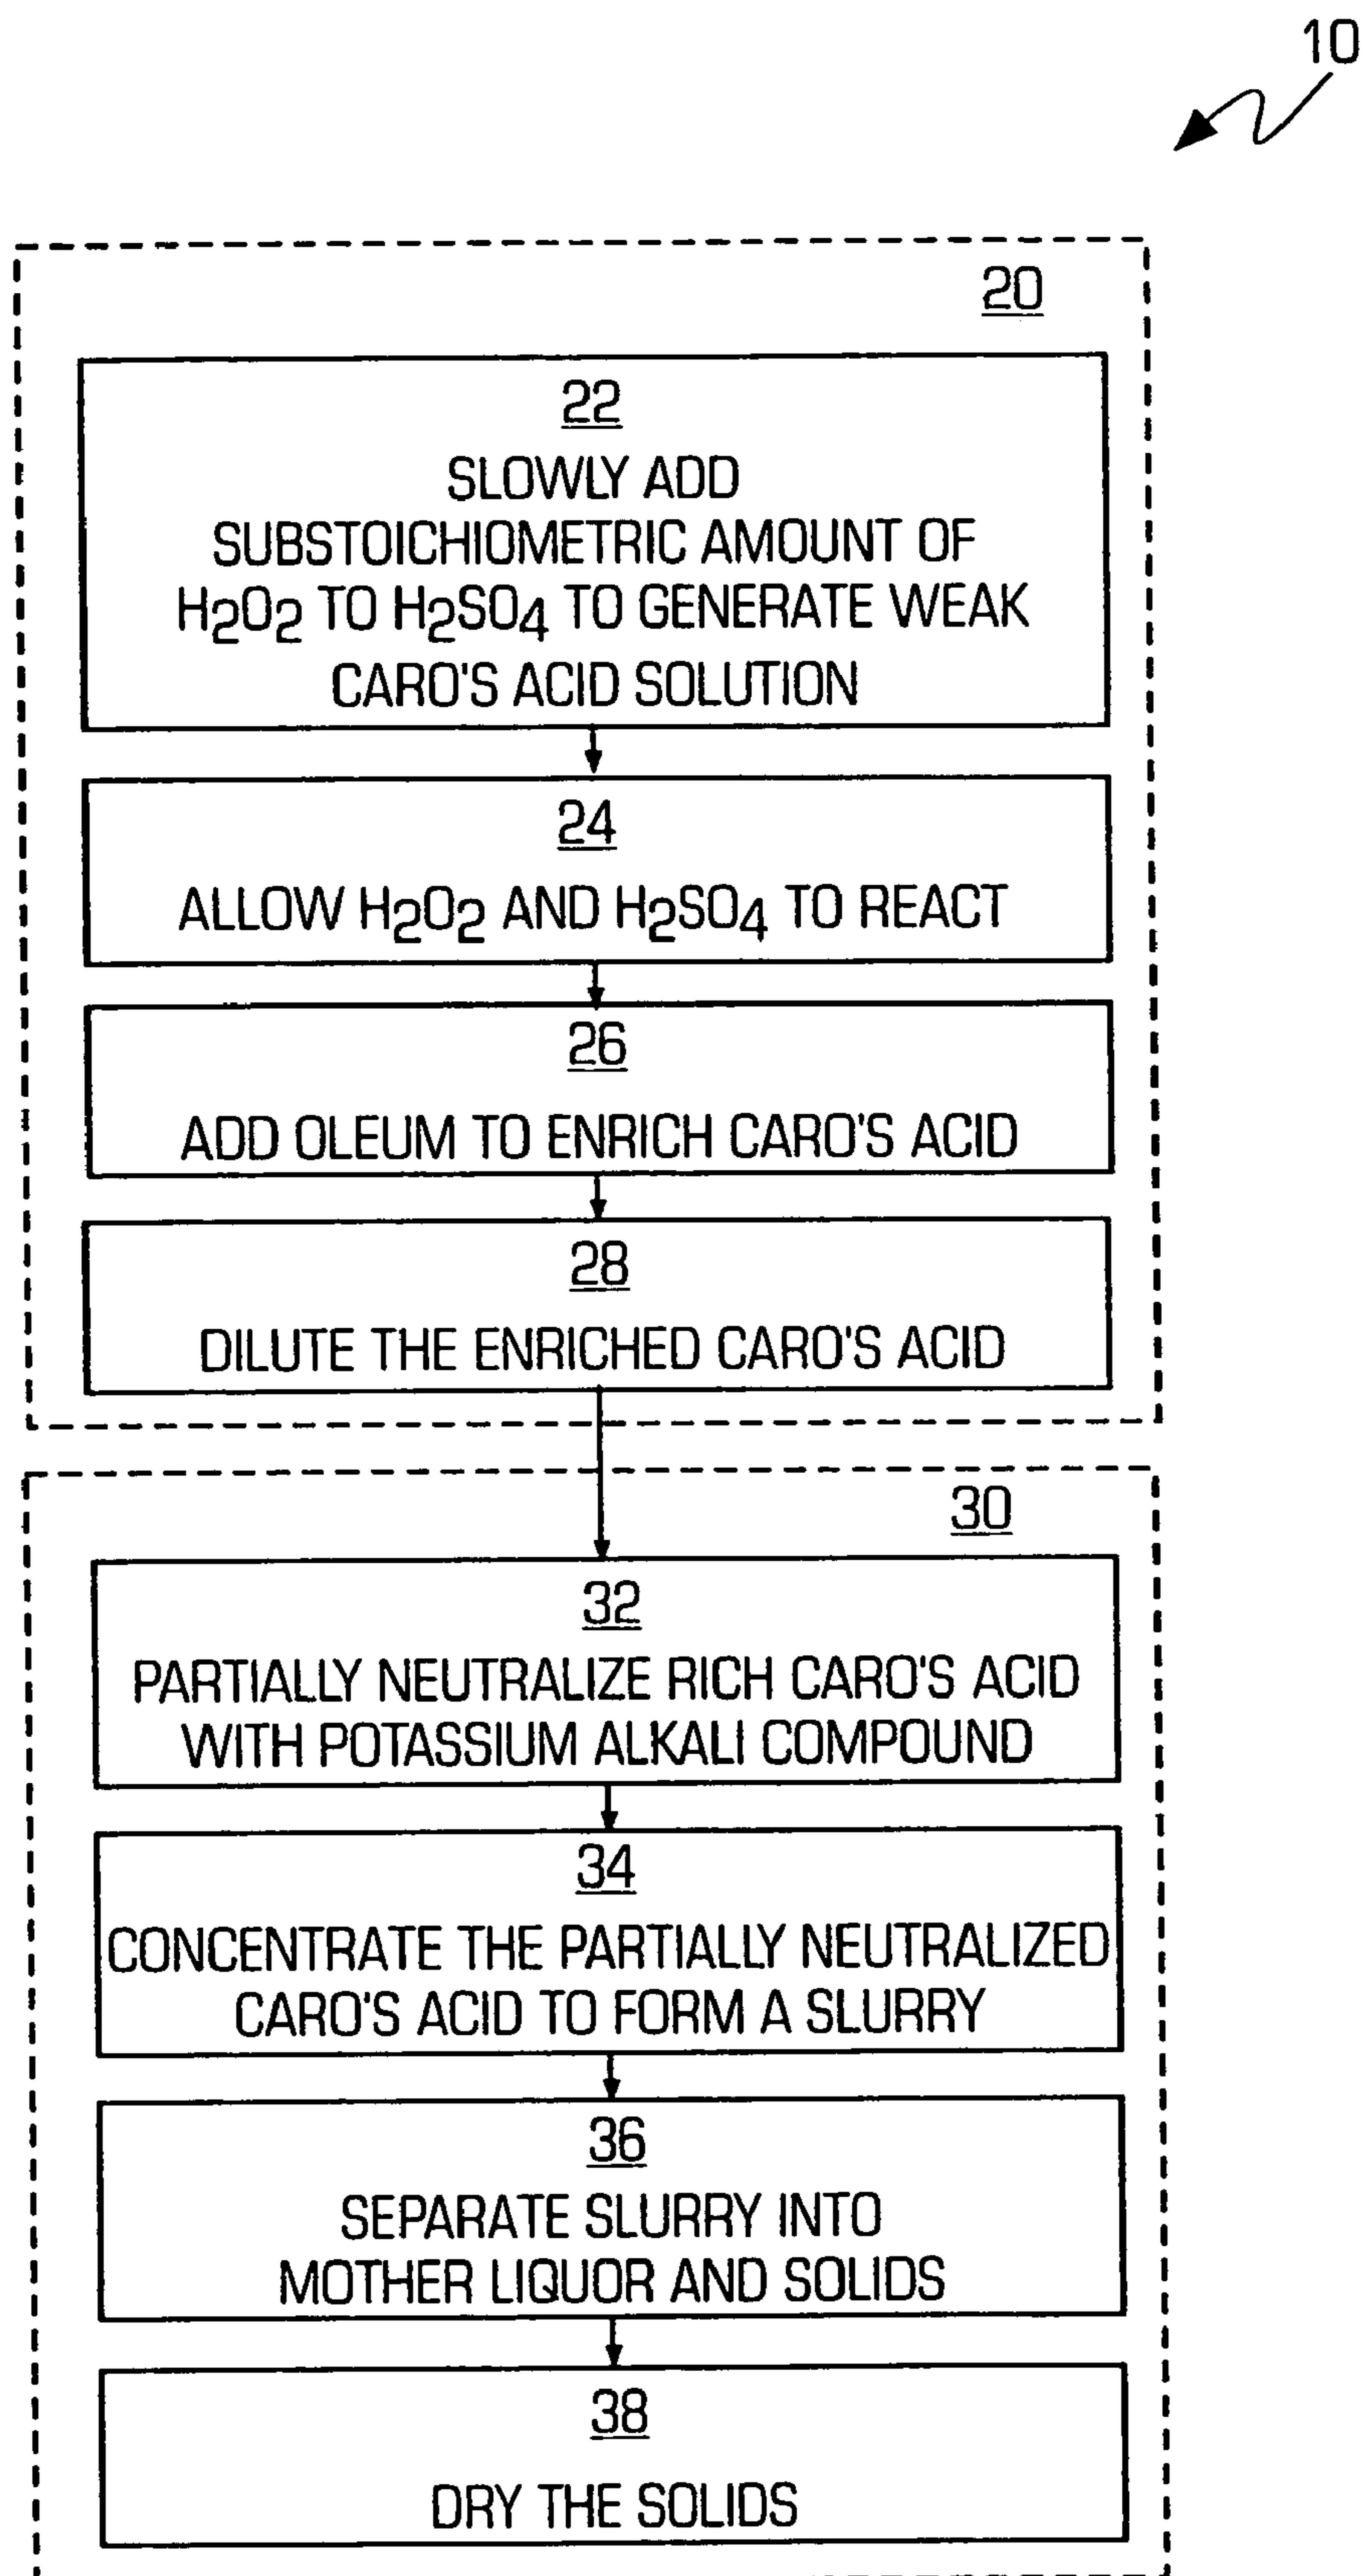 10
20
22
SLOWLY ADD
SUBSTOICHIOMETRIC AMOUNT OF
H2O2 TO H2SO4 TO GENERATE WEAK
CARO'S ACID SOLUTION
24
ALLOW H2O2 AND H2SO4 TO REACT
26
ADD OLEUM TO ENRICH CARO'S ACID
28
DILUTE THE ENRICHED CARO'S ACID
30
32
PARTIALLY NEUTRALIZE RICH CARO'S ACID
WITH POTASSIUM ALKALI COMPOUND
34
CONCENTRATE THE PARTIALLY NEUTRALIZED
CARO'S ACID TO FORM A SLURRY
36
SEPARATE SLURRY INTO
MOTHER LIQUOR AND SOLIDS
38
DRY THE SOLIDS